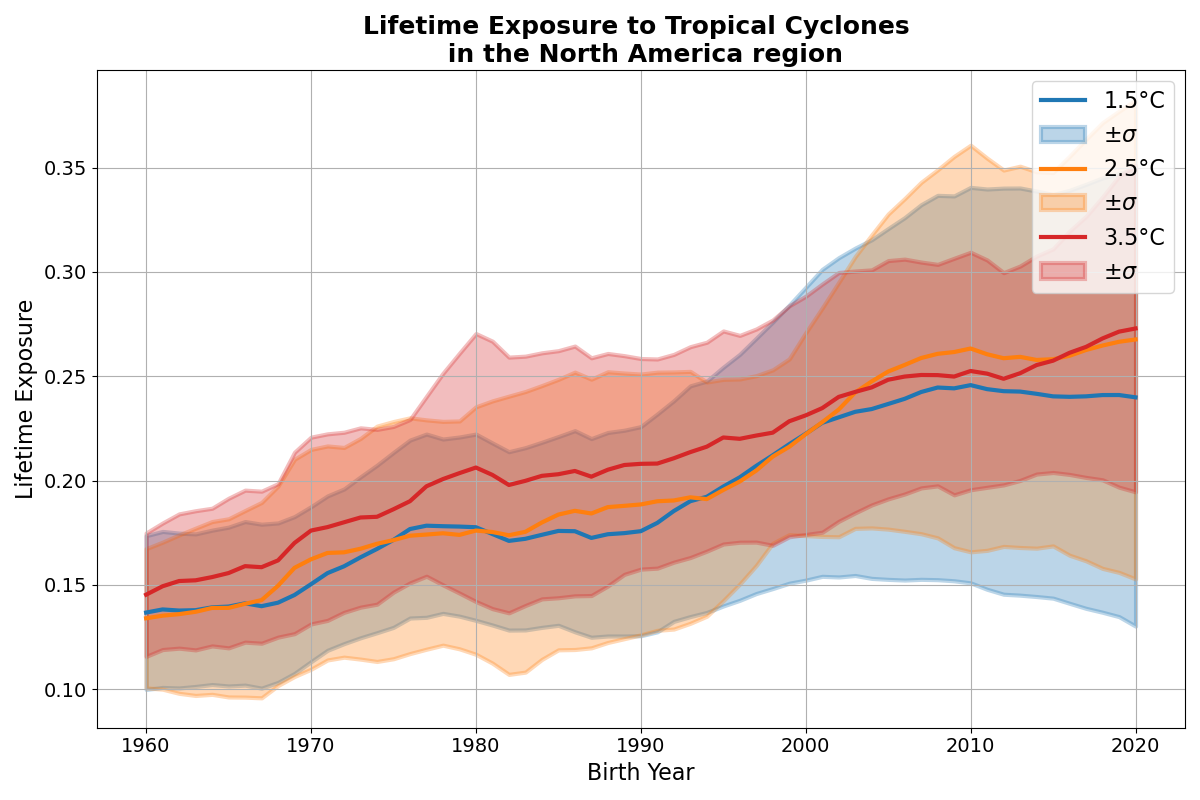 Lifetime Exposure to Tropical Cyclones
in the North America region
1.5°C
±σ
2.5°C
±σ
3.5°C
±σ
0.35
0.30
0.25
0.20
0.15
0.10
Lifetime Exposure
1960
1970
1980
1990
2000
2010
2020
Birth Year